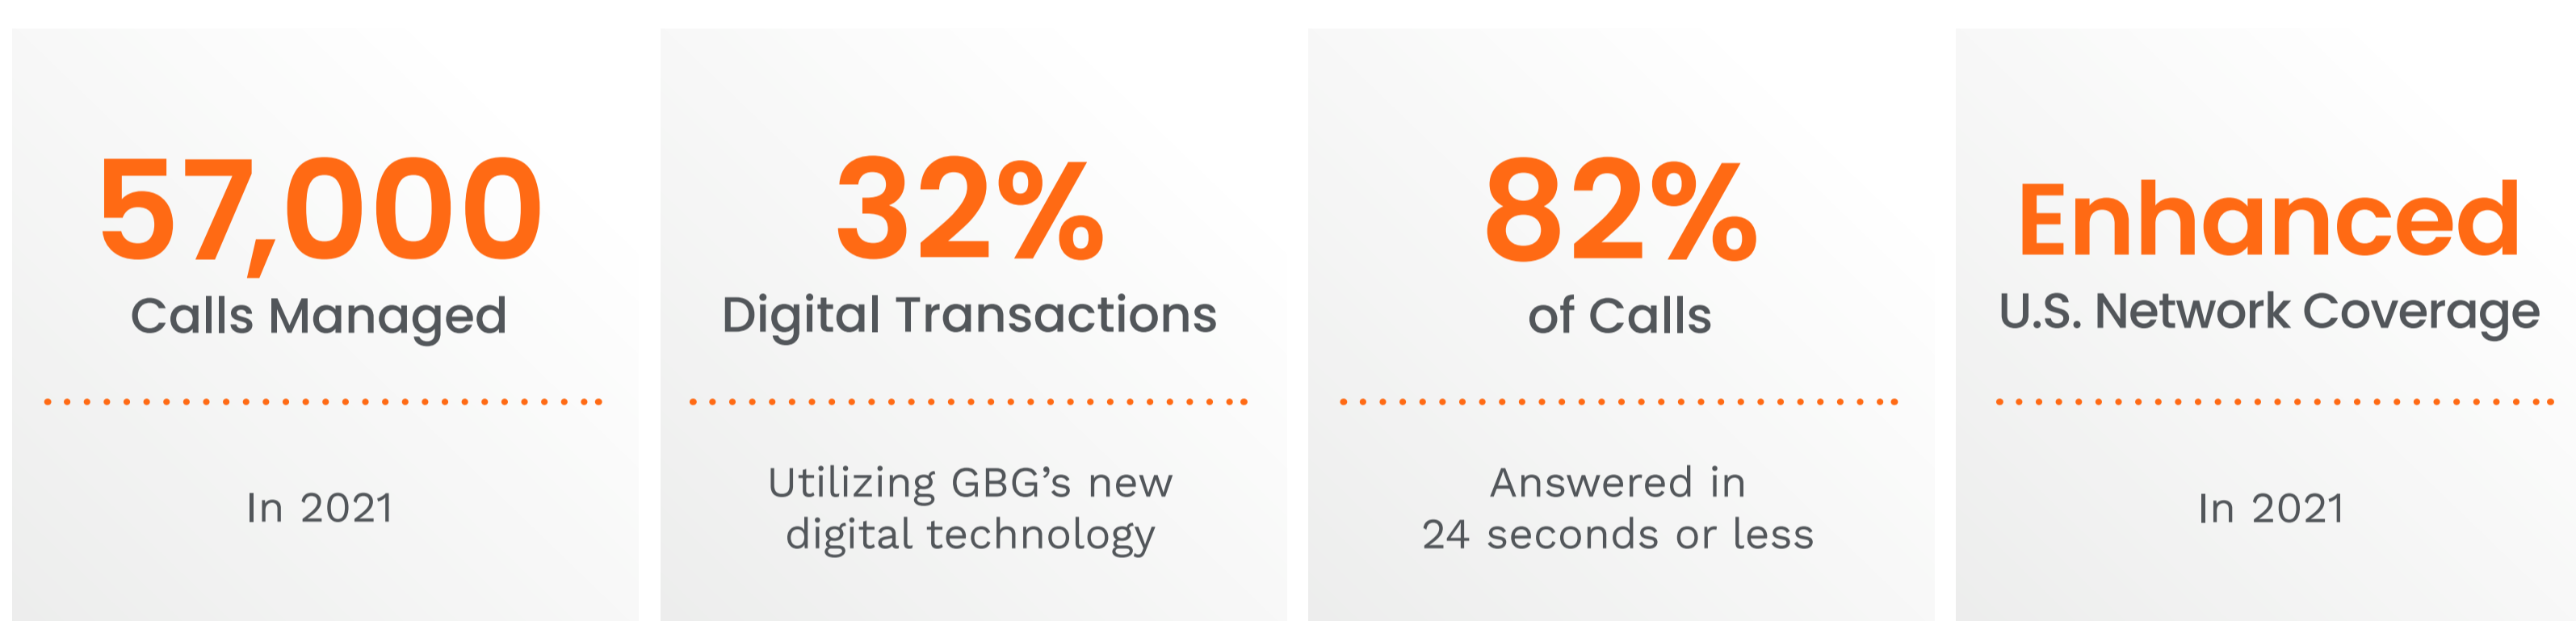 57,000
Calls Managed
In 2021
32%
Digital Transactions
Utilizing GBG’s new
digital technology
82%
of Calls
Answered in
24 seconds or less
Enhanced
U.S. Network Coverage
In 2021